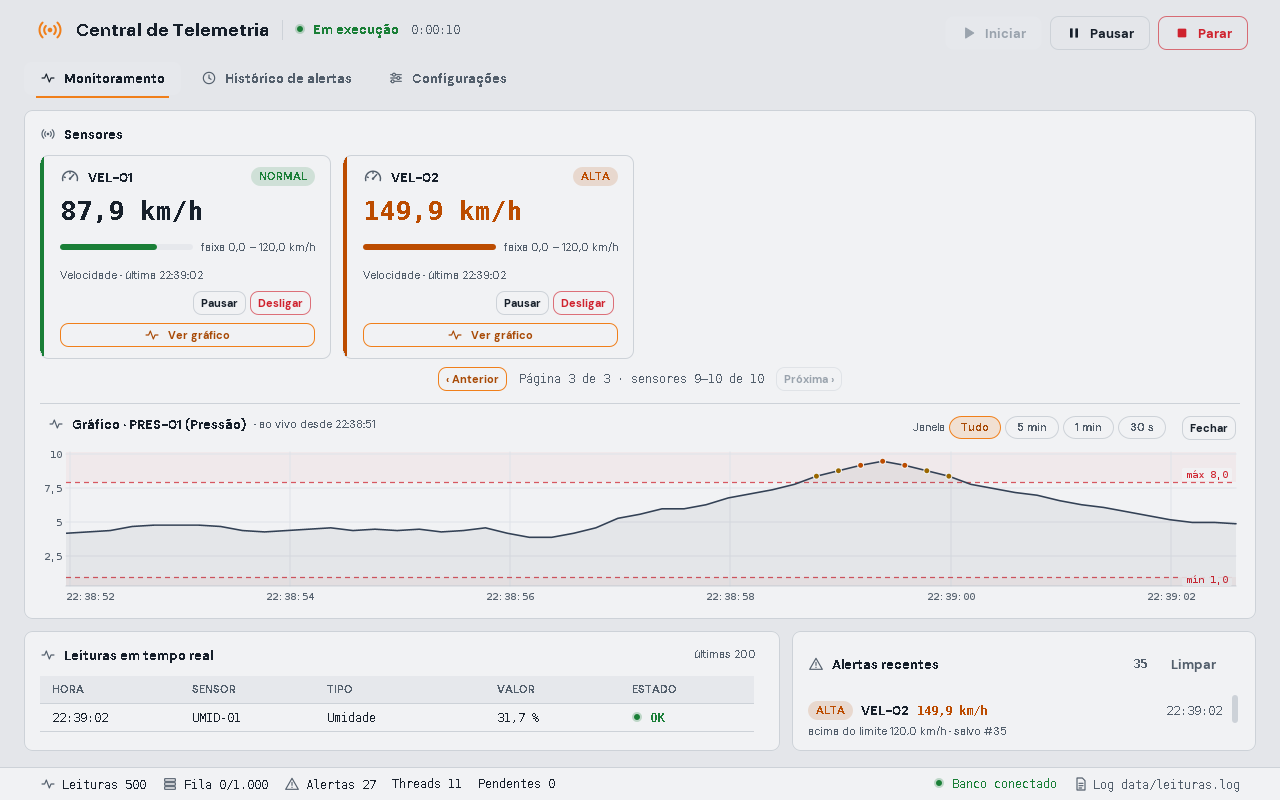 Central de Telemetria
Em execução 0:00:10
Iniciar
Pausar
Parar
Monitoramento
Histórico de alertas
Configurações
Sensores
VEL-01 NORMAL
87,9 km/h
faixa 0,0 – 120,0 km/h
Velocidade · última 22:39:02
Pausar Desligar
Ver gráfico
VEL-02 ALTA
149,9 km/h
faixa 0,0 – 120,0 km/h
Velocidade · última 22:39:02
Pausar Desligar
Ver gráfico
‹ Anterior Página 3 de 3 · sensores 9–10 de 10 Próxima ›
Gráfico · PRES-01 (Pressão) · ao vivo desde 22:38:51
Janela Tudo 5 min 1 min 30 s Fechar
10
7,5
5
2,5
máx 8,0
mín 1,0
22:38:52 22:38:54 22:38:56 22:38:58 22:39:00 22:39:02
Leituras em tempo real últimas 200
HORA SENSOR TIPO VALOR ESTADO
22:39:02 UMID-01 Umidade 31,7 % OK
Alertas recentes 35 Limpar
ALTA VEL-02 149,9 km/h 22:39:02
acima do limite 120.0 km/h · salvo #35
Leituras 500 Fila 0/1.000 Alertas 27 Threads 11 Pendentes 0 Banco conectado Log data/leituras.log